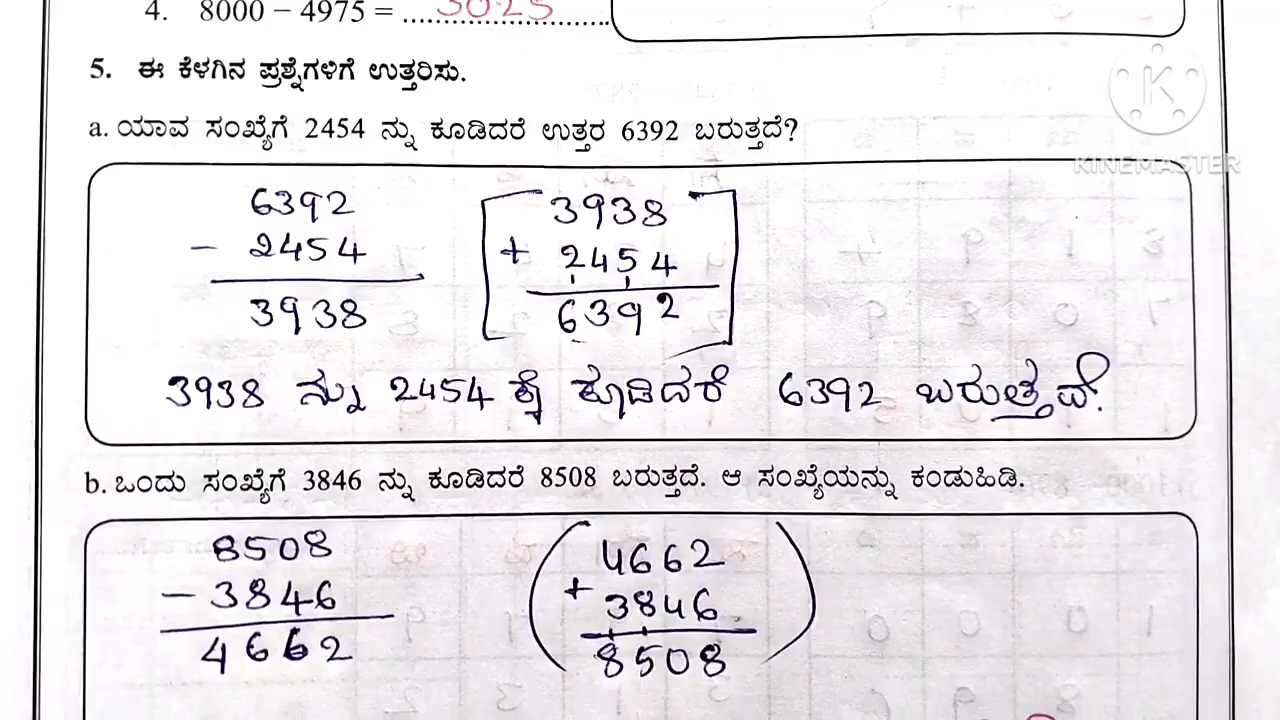 4. 8000 – 4975 = 3025
5. ಈ ಕೆಳಗಿನ ಪ್ರಶ್ನೆಗಳಿಗೆ ಉತ್ತರಿಸು.
a. ಯಾವ ಸಂಖ್ಯೆಗೆ 2454 ನ್ನು ಕೂಡಿದರೆ ಉತ್ತರ 6392 ಬರುತ್ತದೆ?
KINEMASTER
6392 3938
– 2454 + 2454
3938 6392
3938 ನ್ನು 2454 ಕ್ಕೆ ಕೂಡಿದರೆ 6392 ಬರುತ್ತದೆ.
b. ಒಂದು ಸಂಖ್ಯೆಗೆ 3846 ನ್ನು ಕೂಡಿದರೆ 8508 ಬರುತ್ತದೆ. ಆ ಸಂಖ್ಯೆಯನ್ನು ಕಂಡುಹಿಡಿ.
8508 4662
– 3846 + 3846
4662 8508